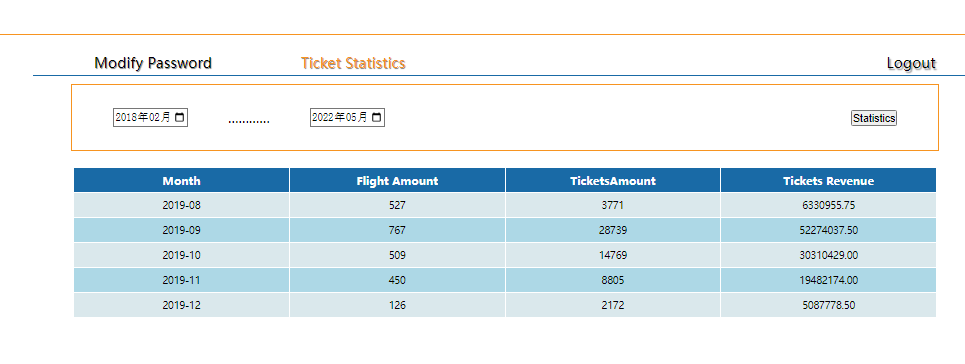 Modify Password Ticket Statistics Logout
2018年02月 ............ 2022年05月 Statistics
Month Flight Amount TicketsAmount Tickets Revenue
2019-08 527 3771 6330955.75
2019-09 767 28739 52274037.50
2019-10 509 14769 30310429.00
2019-11 450 8805 19482174.00
2019-12 126 2172 5087778.50